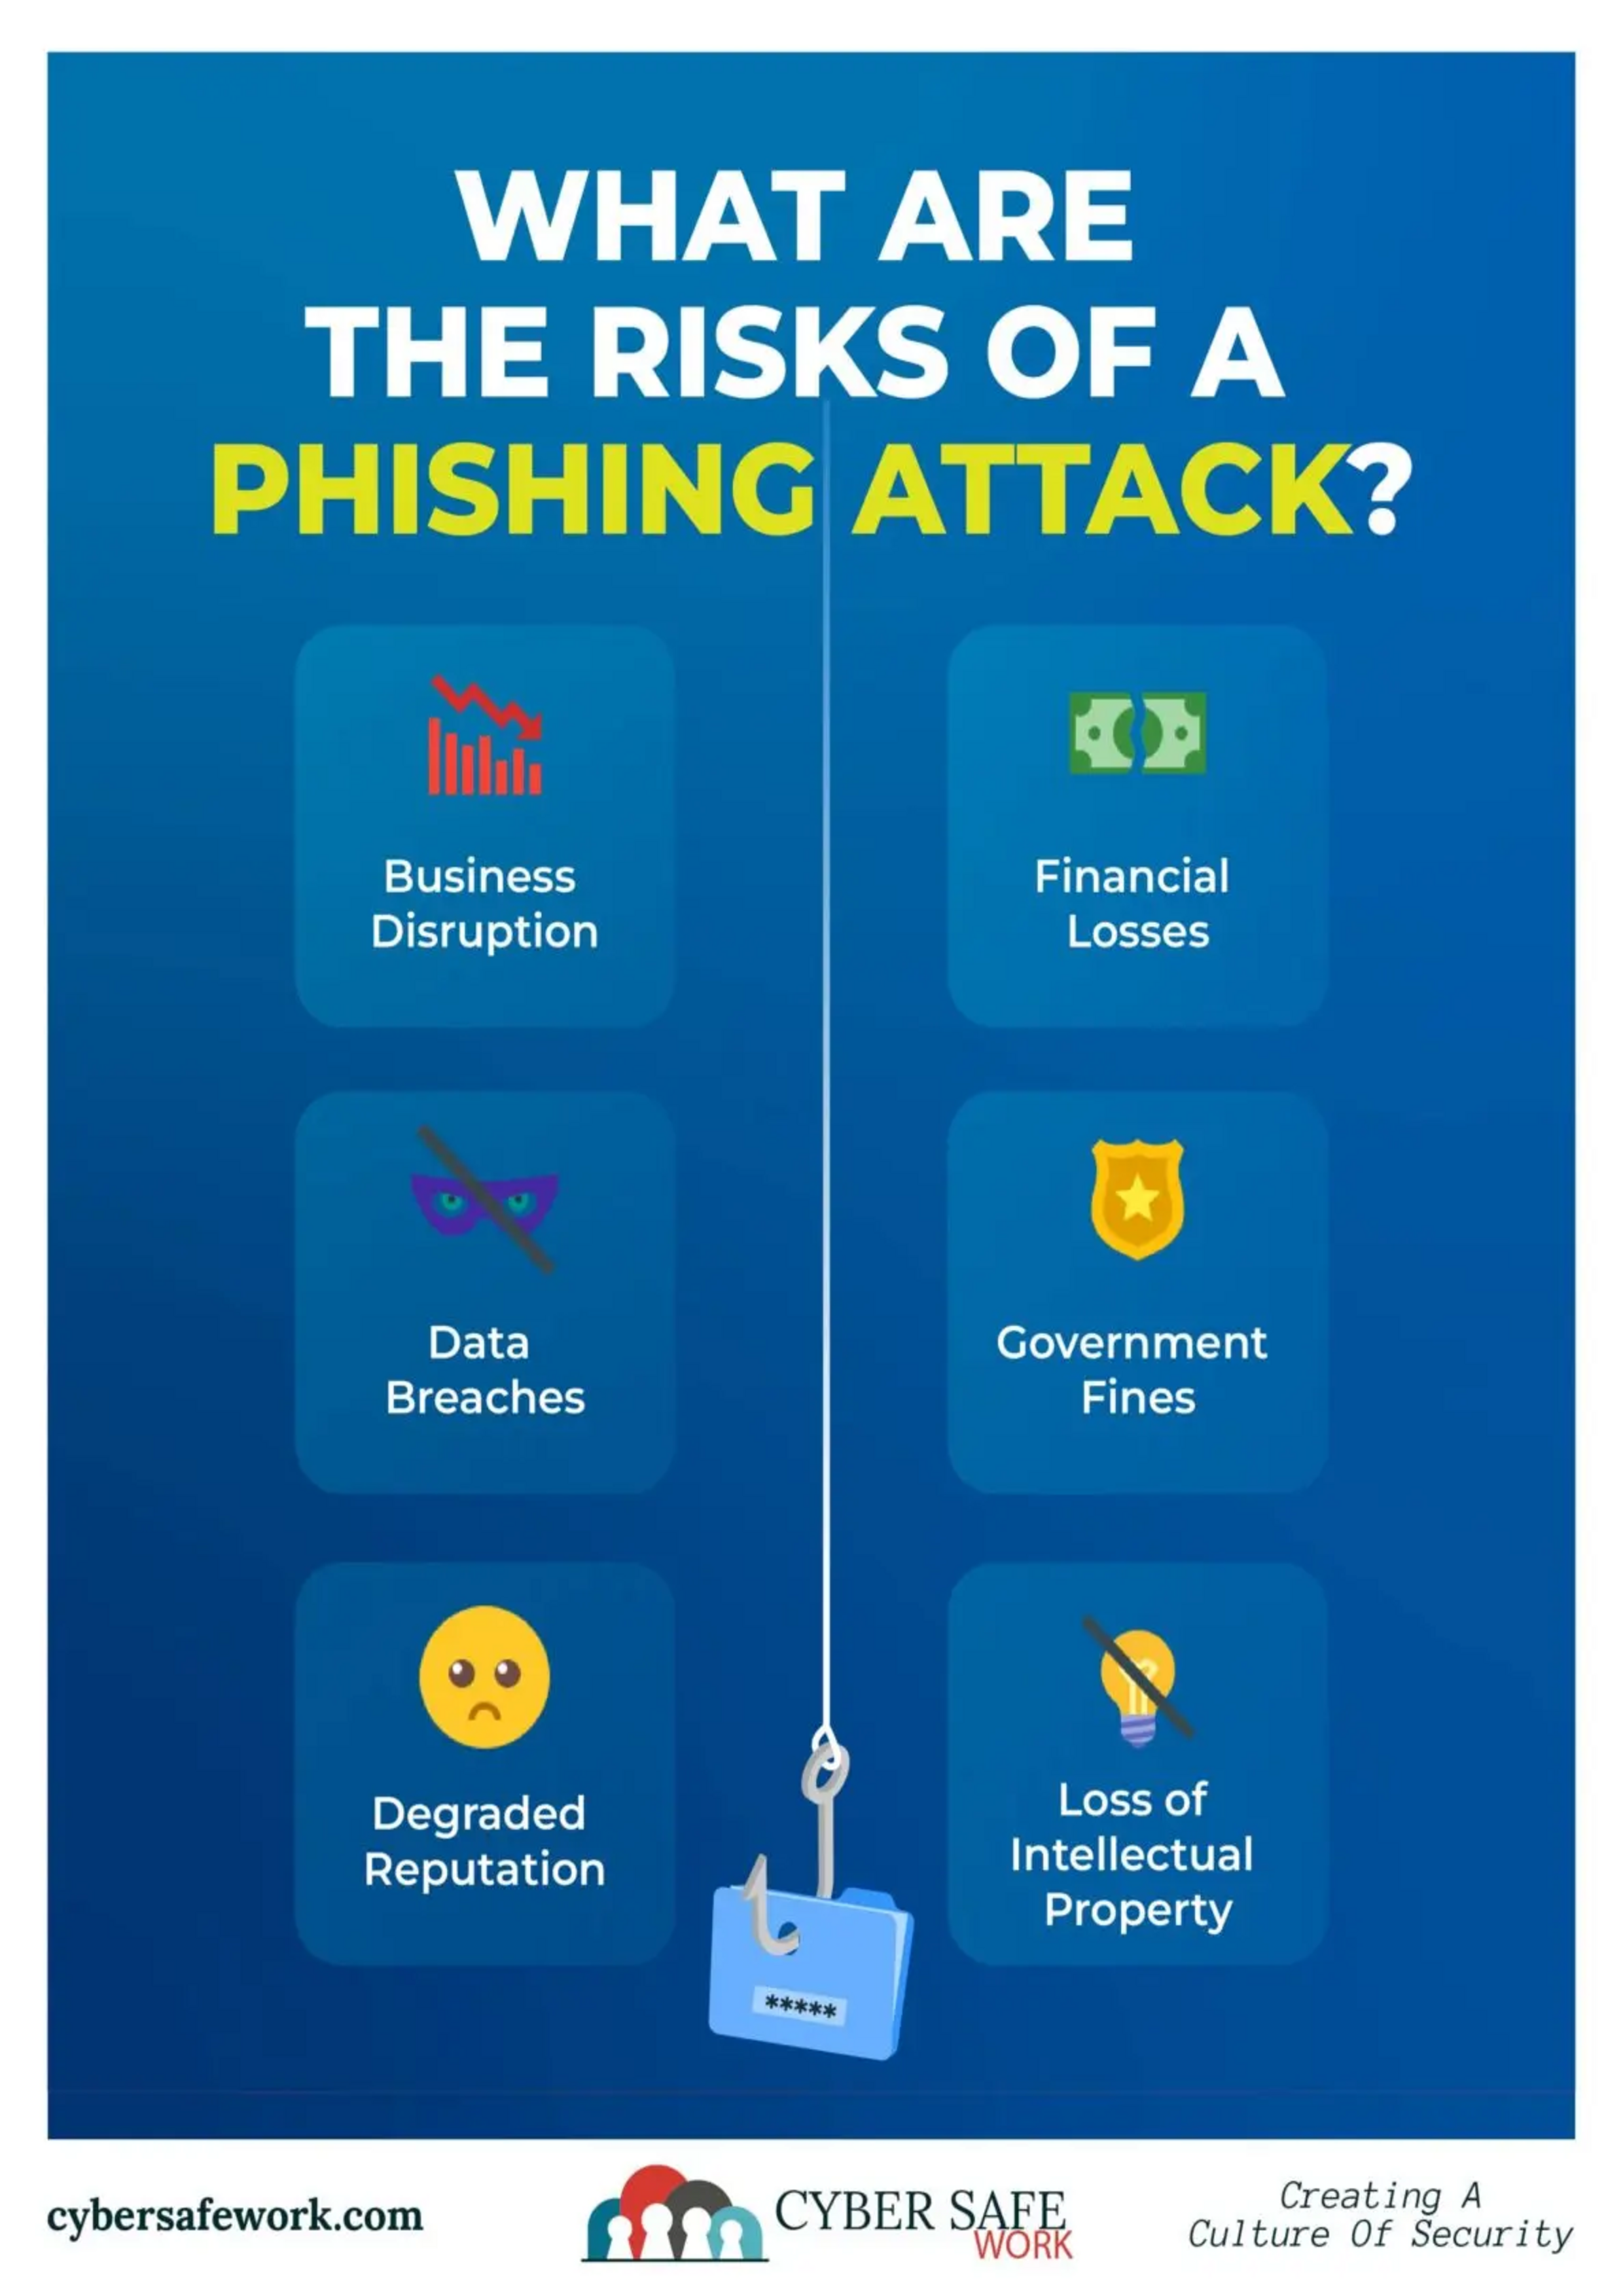 WHAT ARE
THE RISKS OF A
PHISHING ATTACK?
Business
Disruption
Financial
Losses
Data
Breaches
Government
Fines
Degraded
Reputation
Loss of
Intellectual
Property
*****
cybersafework.com
CYBER SAFE
WORK
Creating A
Culture Of Security